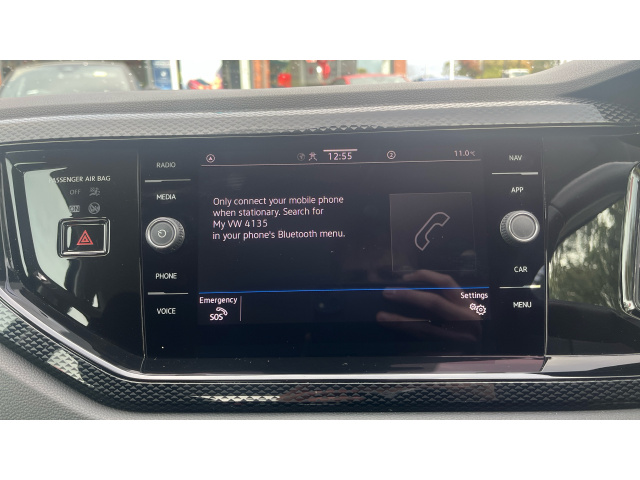 PASSENGER AIR BAG
OFF
ON
RADIO
MEDIA
PHONE
VOICE
12:55
2
11.0°C
Only connect your mobile phone
when stationary. Search for
My VW 4135
in your phone's Bluetooth menu.
Emergency
SOS
Settings
NAV
APP
CAR
MENU